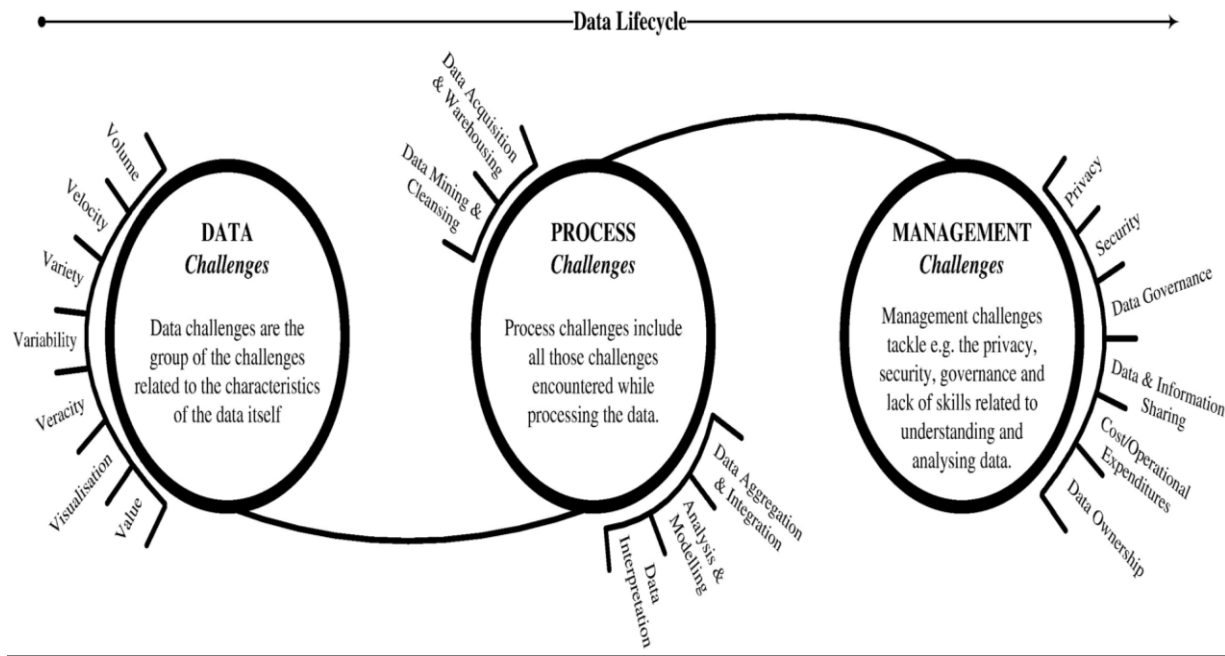 Data Lifecycle
Volume
Velocity
Variety
Variability
Veracity
Visualisation
Value
DATA
Challenges
Data challenges are the
group of the challenges
related to the characteristics
of the data itself
Data Acquisition
& Warehousing
Data Mining &
Cleansing
PROCESS
Challenges
Process challenges include
all those challenges
encountered while
processing the data.
Data Aggregation
& Integration
Analysis &
Modelling
Data
Interpretation
MANAGEMENT
Challenges
Management challenges
tackle e.g. the privacy,
security, governance and
lack of skills related to
understanding and
analysing data.
Privacy
Security
Data Governance
Data & Information
Sharing
Cost/Operational
Expenditures
Data Ownership